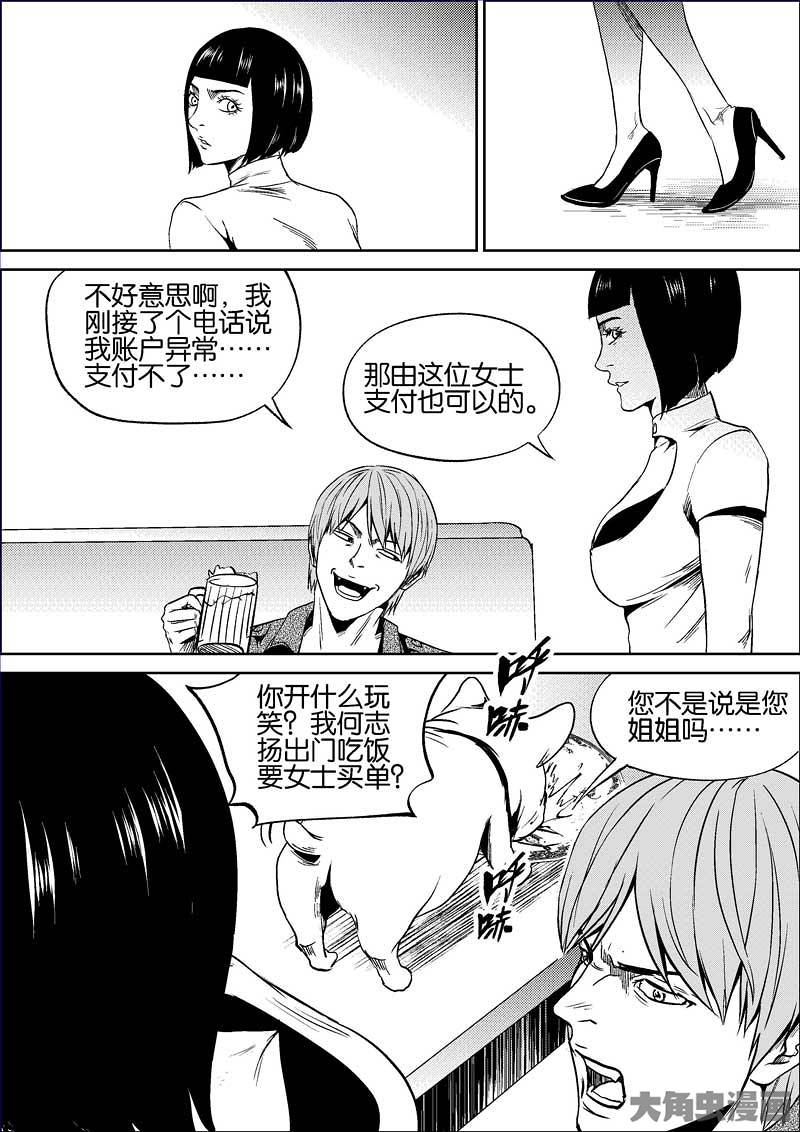 不好意思啊，我
刚接了个电话说
我账户异常……
支付不了……
那由这位女士
支付也可以的。
你开什么玩
笑？我何志
扬出门吃饭
要女士买单？
呼
哧
呼
哧
您不是说是您
姐姐吗……
大角虫漫画